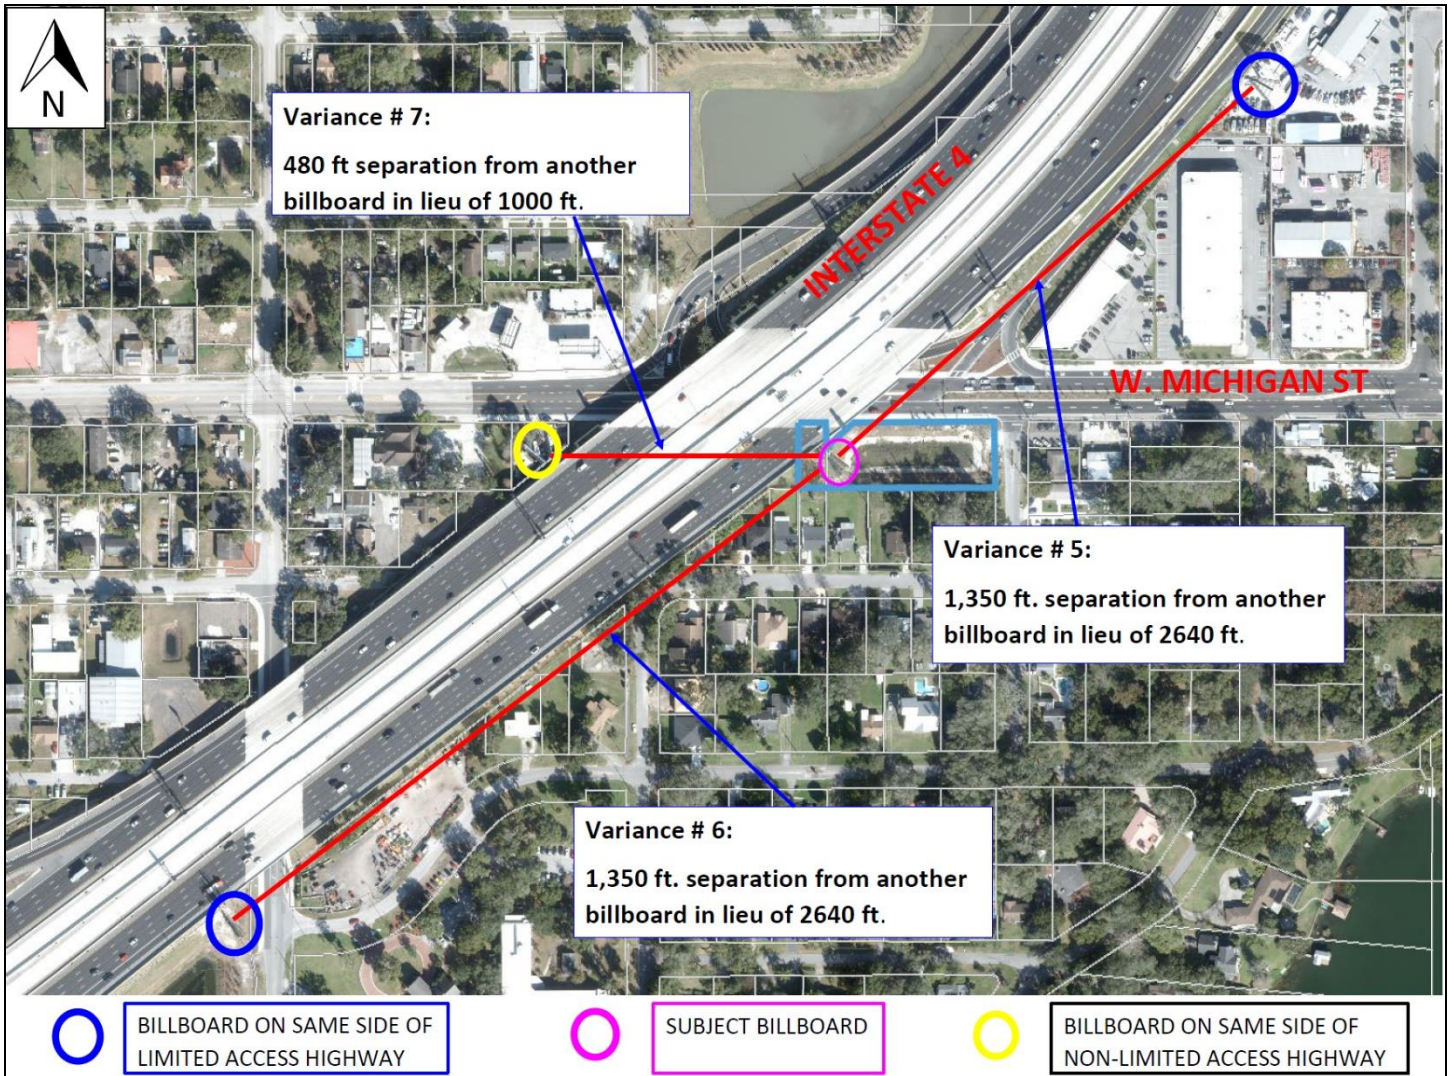 N
Variance # 7:
480 ft separation from another
billboard in lieu of 1000 ft.
INTERSTATE 4
W. MICHIGAN ST
Variance # 5:
1,350 ft. separation from another
billboard in lieu of 2640 ft.
Variance # 6:
1,350 ft. separation from another
billboard in lieu of 2640 ft.
BILLBOARD ON SAME SIDE OF
LIMITED ACCESS HIGHWAY
SUBJECT BILLBOARD
BILLBOARD ON SAME SIDE OF
NON-LIMITED ACCESS HIGHWAY